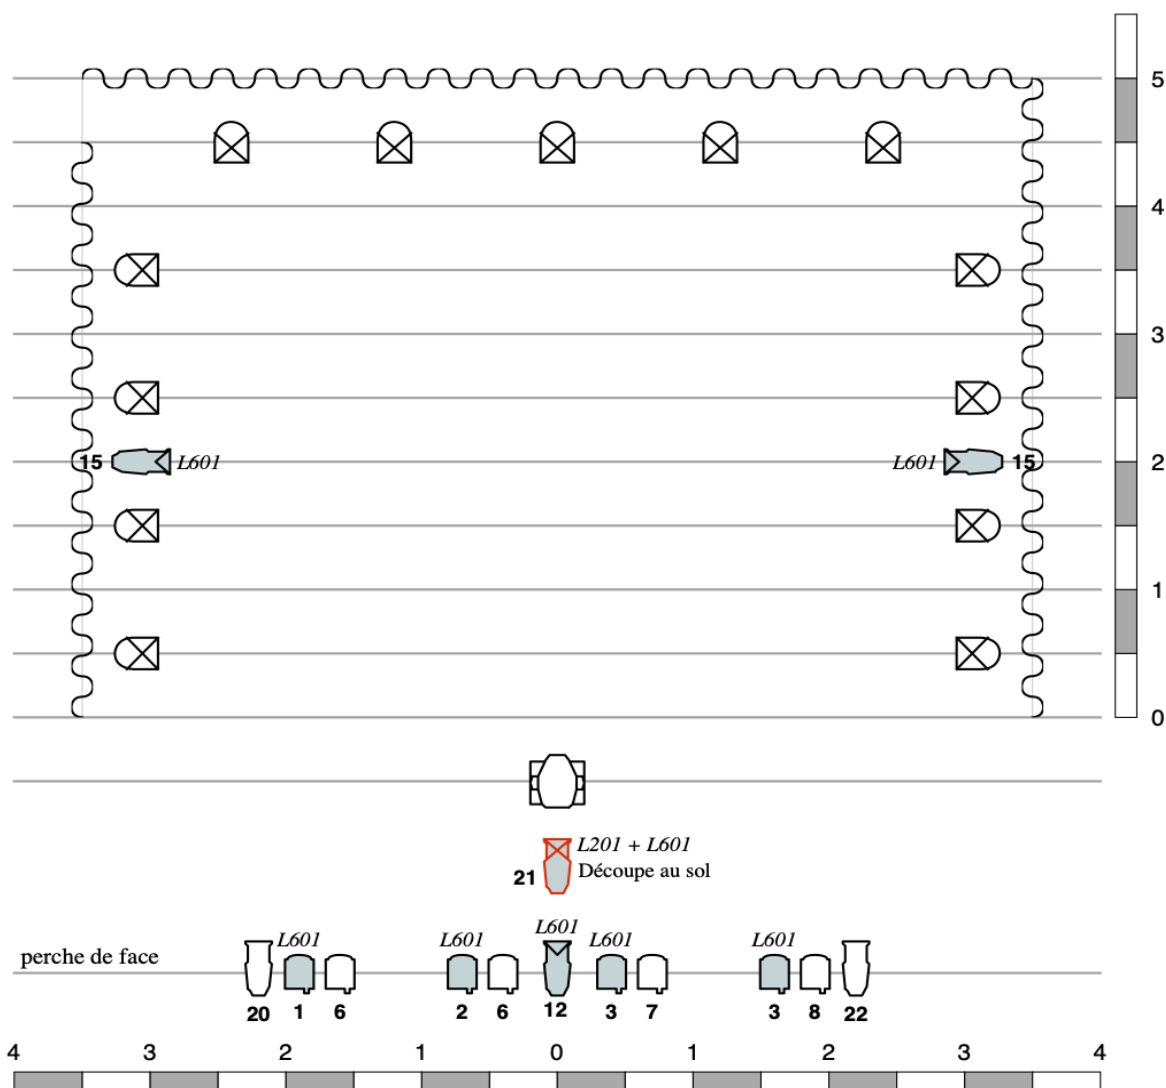 5
4
3
15 L601
L601 15
2
1
0
L201 + L601
21 Découpe au sol
L601 L601 L601 L601 L601
perche de face
20 1 6 2 6 12 3 7 3 8 22
4 3 2 1 0 1 2 3 4